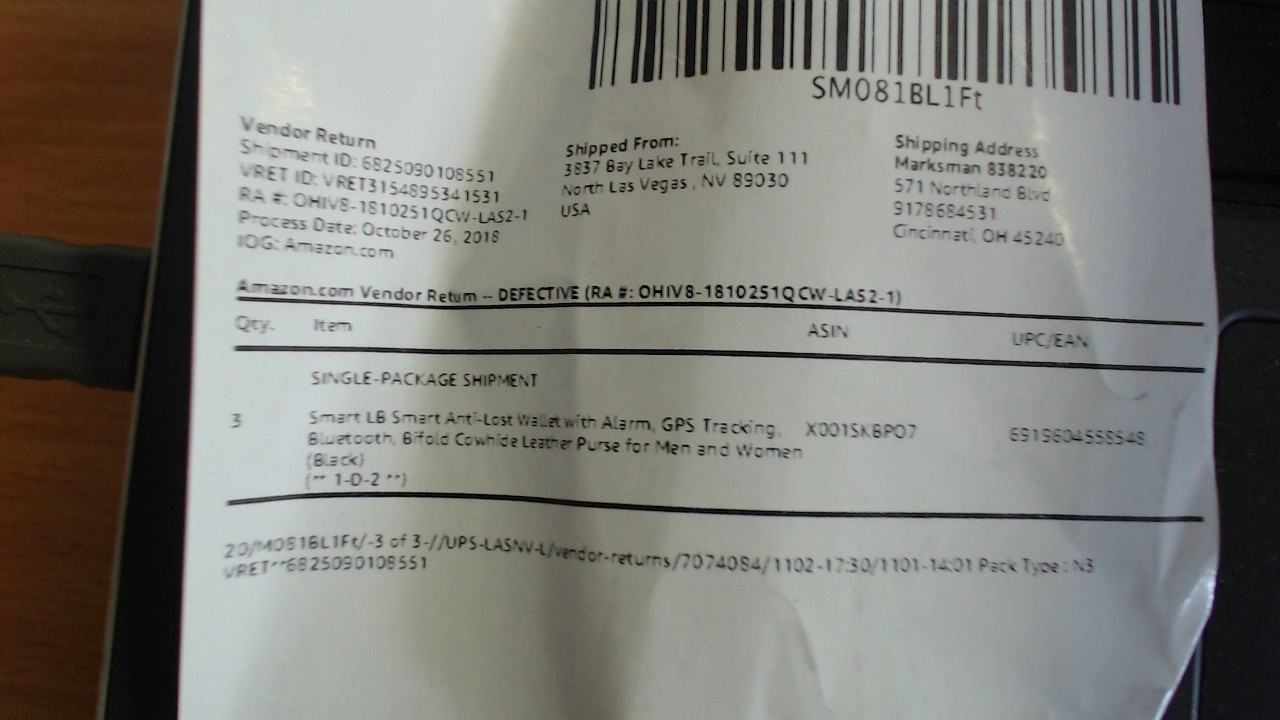 SM081BL1Ft
Vendor Return
Shipment ID: 6825090108551
VRET ID: VRET3154895341531
RA #: OHIV8-1810251QCW-LAS2-1
Process Date: October 26, 2018
IOG: Amazon.com
Shipped From:
3837 Bay Lake Trail, Suite 111
North Las Vegas , NV 89030
USA
Shipping Address
Marksman 838220
571 Northland Blvd
9178684531
Cincinnati, OH 45240
Amazon.com Vendor Return -- DEFECTIVE (RA #: OHIV8-1810251QCW-LAS2-1)
Qty. Item ASIN UPC/EAN
SINGLE-PACKAGE SHIPMENT
3 Smart LB Smart Anti-Lost Wallet with Alarm, GPS Tracking, X001SKBPO7 6919604558548
Bluetooth, Bifold Cowhide Leather Purse for Men and Women
(Black)
(** 1-D-2 **)
20/M081BL1Ft/-3 of 3-//UPS-LASNV-L/vendor-returns/7074084/1102-17:30/1101-14:01 Pack Type : N3
VRET**6825090108551